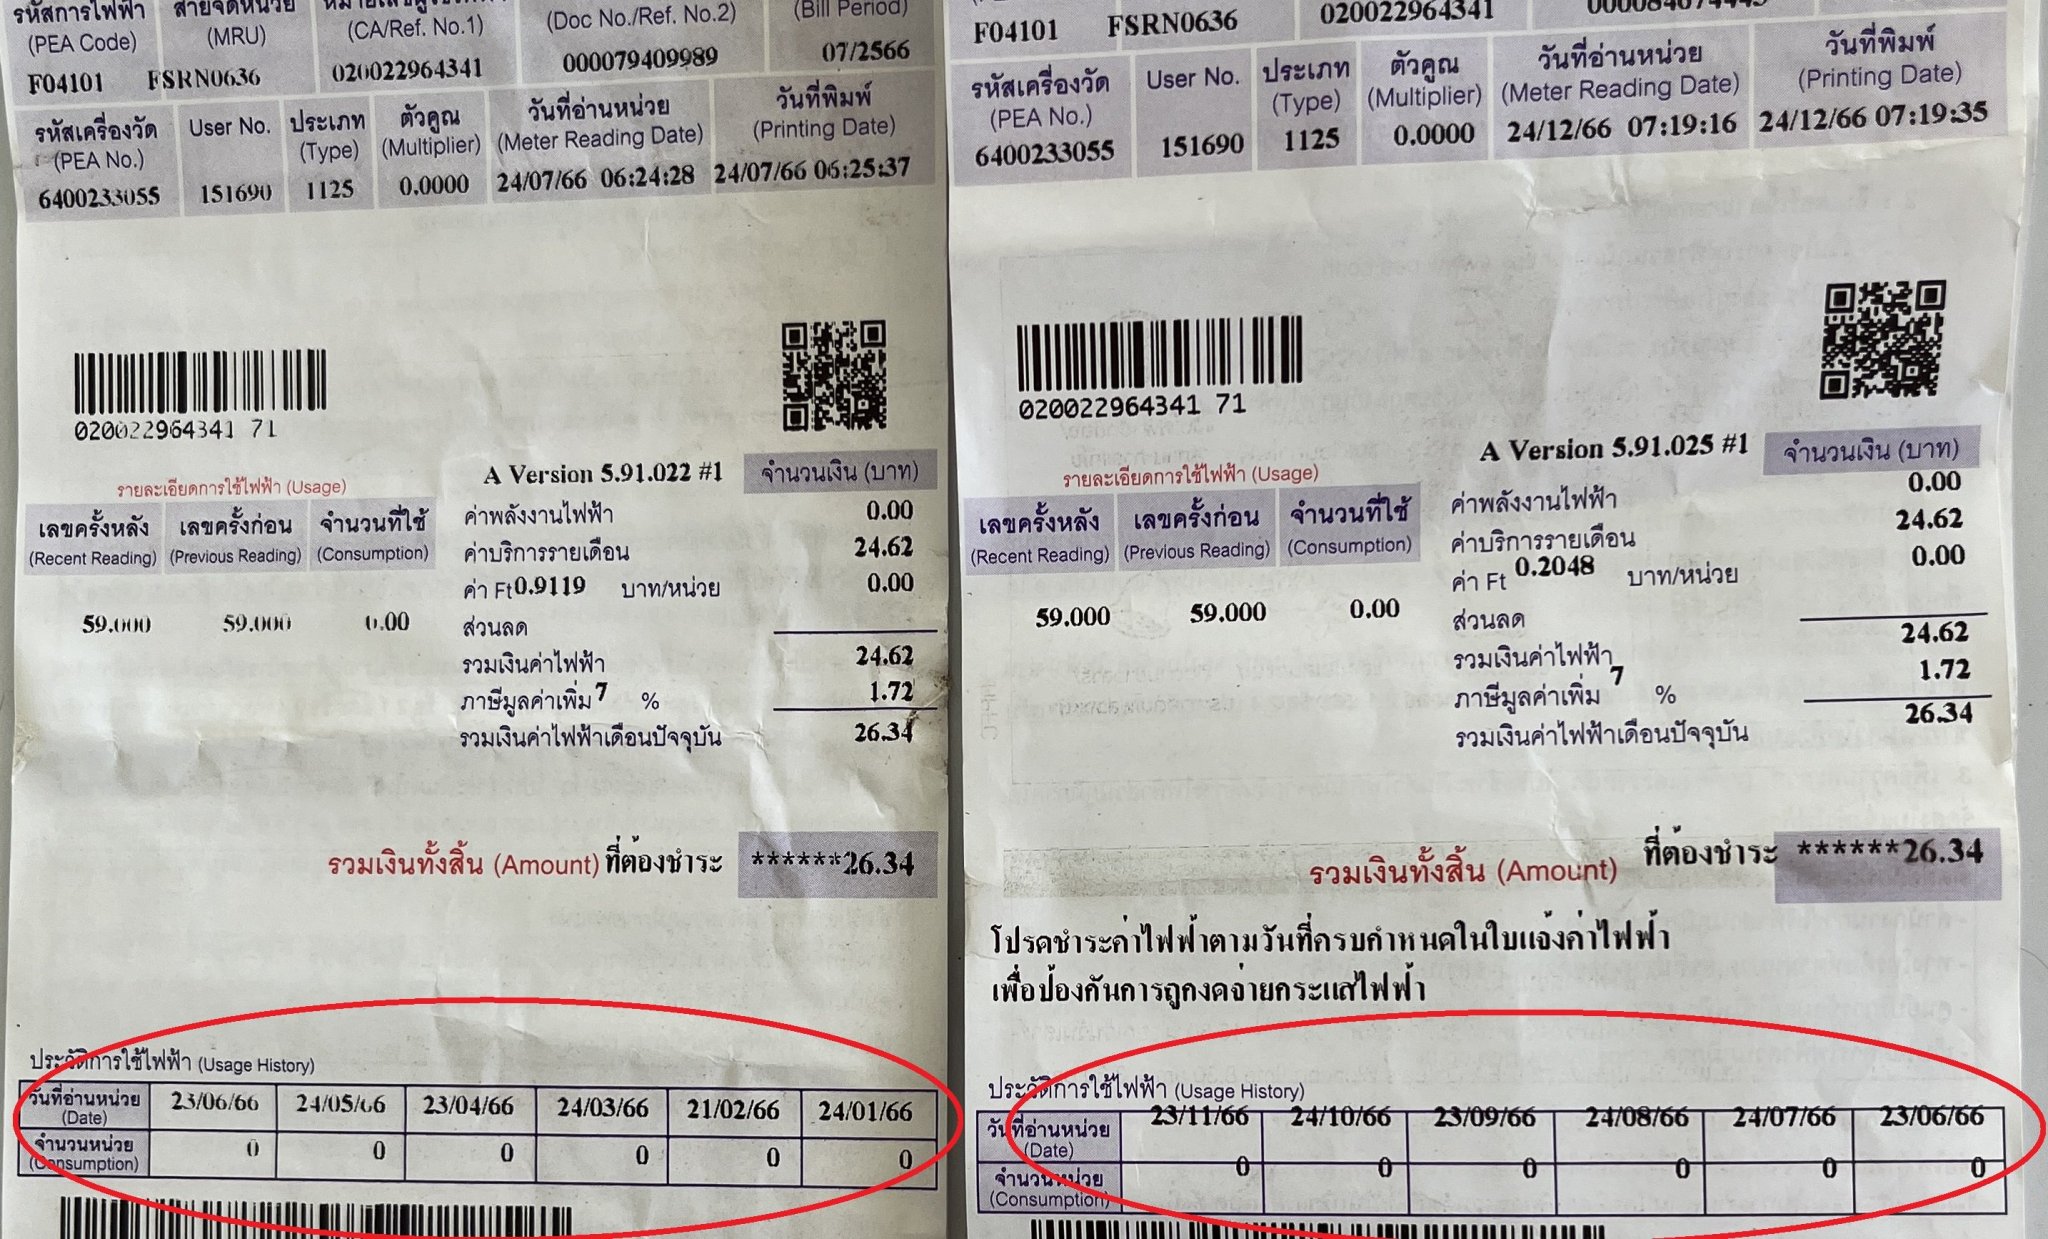 รหัสการไฟฟ้า สายจดหน่วย
(PEA Code) (MRU) (CA/Ref. No.1) (Doc No./Ref. No.2) (Bill Period)
F04101 FSRN0636 020022964341 000079409989 07/2566
รหัสเครื่องวัด User No. ประเภท ตัวคูณ วันที่อ่านหน่วย วันที่พิมพ์
(PEA No.) (Type) (Multiplier) (Meter Reading Date) (Printing Date)
6400233055 151690 1125 0.0000 24/07/66 06:24:28 24/07/66 06:25:37
020022964341 71
A Version 5.91.022 #1 จำนวนเงิน (บาท)
รายละเอียดการใช้ไฟฟ้า (Usage)
เลขครั้งหลัง เลขครั้งก่อน จำนวนที่ใช้
(Recent Reading) (Previous Reading) (Consumption)
59.000 59.000 0.00
ค่าพลังงานไฟฟ้า 0.00
ค่าบริการรายเดือน 24.62
ค่า Ft 0.9119 บาท/หน่วย 0.00
ส่วนลด
รวมเงินค่าไฟฟ้า 24.62
ภาษีมูลค่าเพิ่ม 7 % 1.72
รวมเงินค่าไฟฟ้าเดือนปัจจุบัน 26.34
รวมเงินทั้งสิ้น (Amount) ที่ต้องชำระ ******26.34
ประวัติการใช้ไฟฟ้า (Usage History)
วันที่อ่านหน่วย (Date) 23/06/66 24/05/66 23/04/66 24/03/66 21/02/66 24/01/66
จำนวนหน่วย (Consumption) 0 0 0 0 0 0
F04101 FSRN0636 020022964341
รหัสเครื่องวัด User No. ประเภท ตัวคูณ วันที่อ่านหน่วย วันที่พิมพ์
(PEA No.) (Type) (Multiplier) (Meter Reading Date) (Printing Date)
6400233055 151690 1125 0.0000 24/12/66 07:19:16 24/12/66 07:19:35
020022964341 71
A Version 5.91.025 #1 จำนวนเงิน (บาท)
รายละเอียดการใช้ไฟฟ้า (Usage)
เลขครั้งหลัง เลขครั้งก่อน จำนวนที่ใช้
(Recent Reading) (Previous Reading) (Consumption)
59.000 59.000 0.00
ค่าพลังงานไฟฟ้า 0.00
ค่าบริการรายเดือน 24.62
ค่า Ft 0.2048 บาท/หน่วย 0.00
ส่วนลด
รวมเงินค่าไฟฟ้า 24.62
ภาษีมูลค่าเพิ่ม 7 % 1.72
รวมเงินค่าไฟฟ้าเดือนปัจจุบัน 26.34
รวมเงินทั้งสิ้น (Amount) ที่ต้องชำระ ******26.34
โปรดชำระค่าไฟฟ้าตามวันที่ครบกำหนดในใบแจ้งค่าไฟฟ้า
เพื่อป้องกันการถูกงดจ่ายกระแสไฟฟ้า
ประวัติการใช้ไฟฟ้า (Usage History)
วันที่อ่านหน่วย (Date) 23/11/66 24/10/66 23/09/66 24/08/66 24/07/66 23/06/66
จำนวนหน่วย (Consumption) 0 0 0 0 0 0